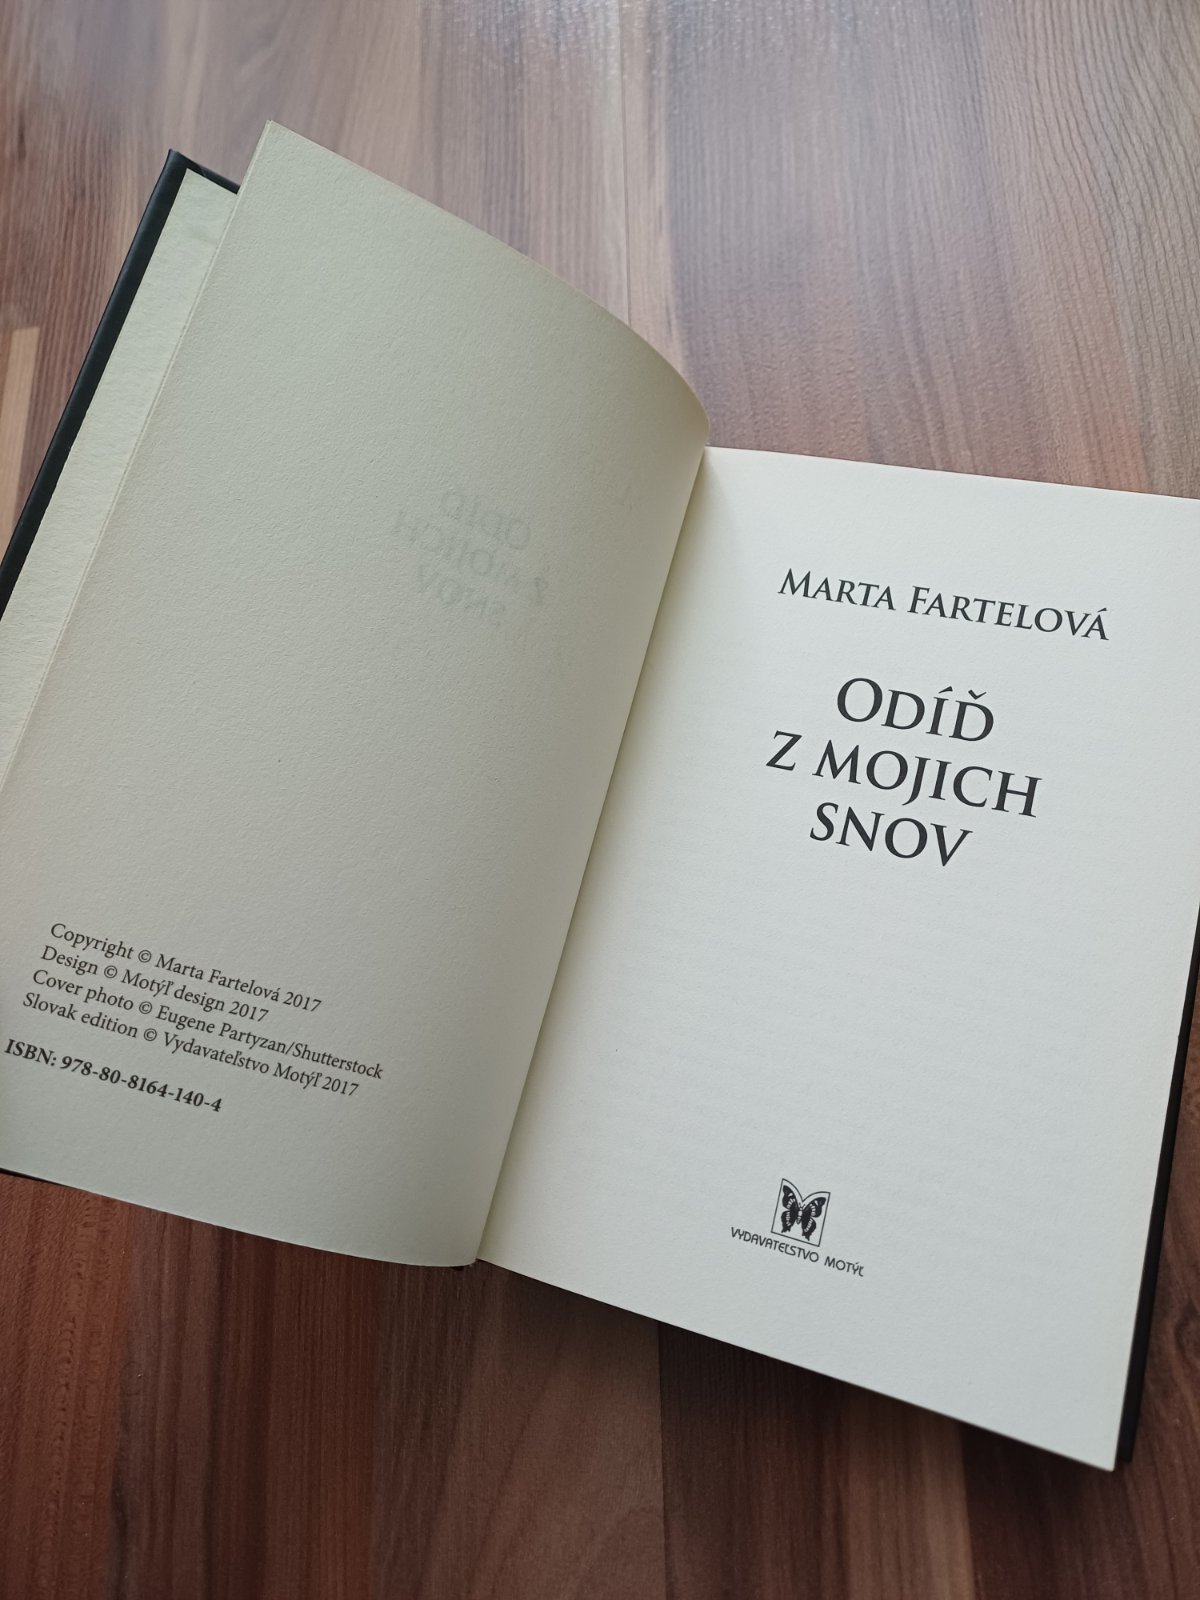 Copyright © Marta Fartelová 2017
Design © Motýľ design 2017
Cover photo © Eugene Partyzan/Shutterstock
Slovak edition © Vydavateľstvo Motýľ 2017
ISBN: 978-80-8164-140-4
MARTA FARTELOVÁ
ODÍĎ
Z MOJICH
SNOV
VYDAVATEĽSTVO MOTÝĽ